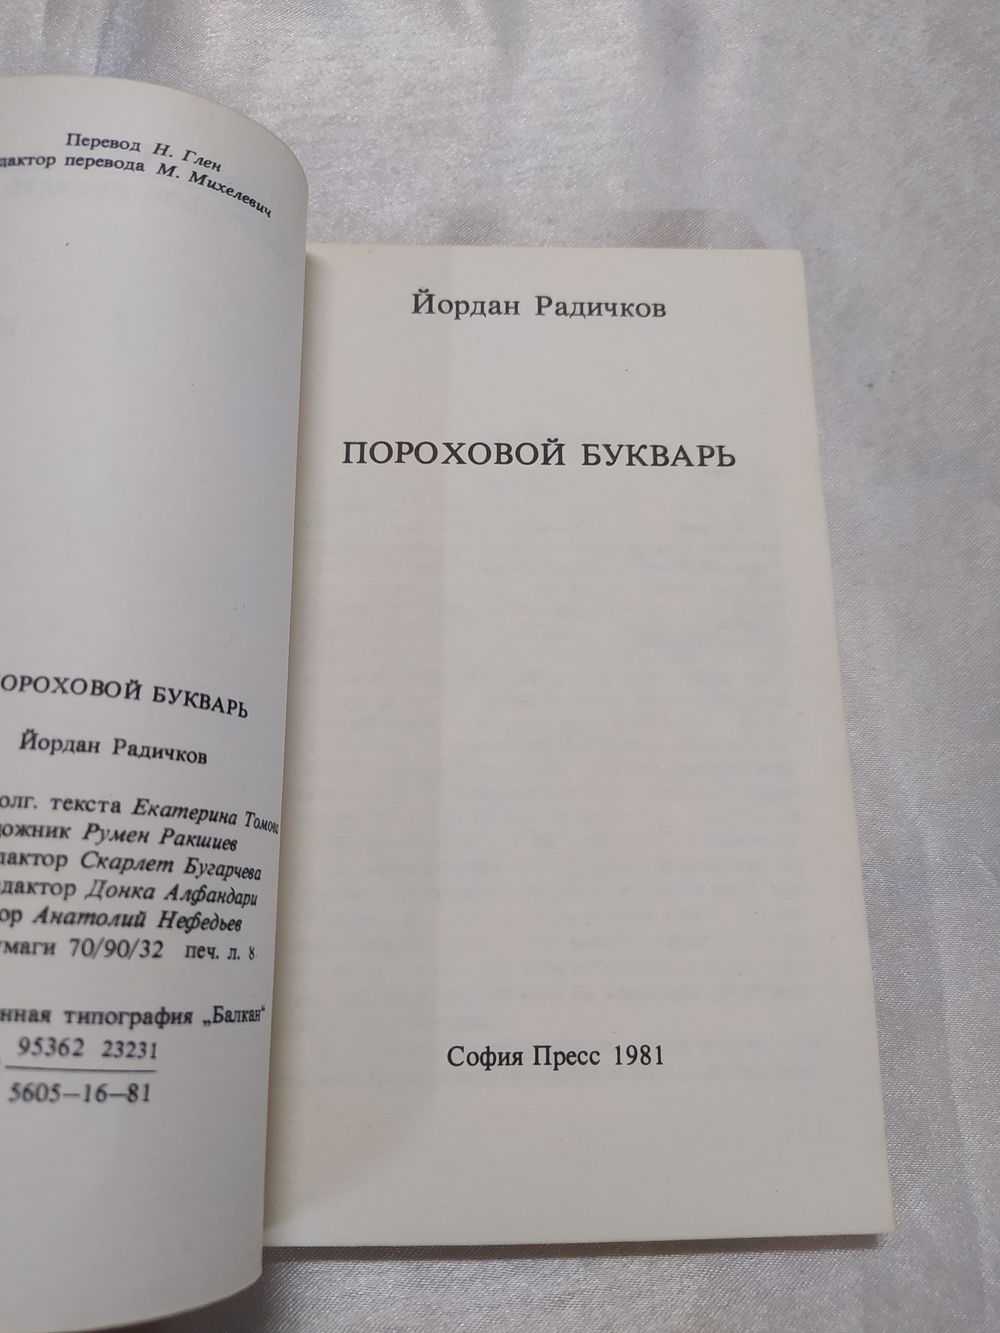 Перевод Н. Глен
дактор перевода М. Михелевич
ОРОХОВОЙ БУКВАРЬ
Йордан Радичков
олг. текста Екатерина Томова
ожник Румен Ракшиев
дактор Скарлет Бугарчева
дактор Донка Алфандари
ор Анатолий Нефедьев
умаги 70/90/32 печ. л. 8
нная типография „Балкан“
95362 23231
5605—16—81
Йордан Радичков
ПОРОХОВОЙ БУКВАРЬ
София Пресс 1981